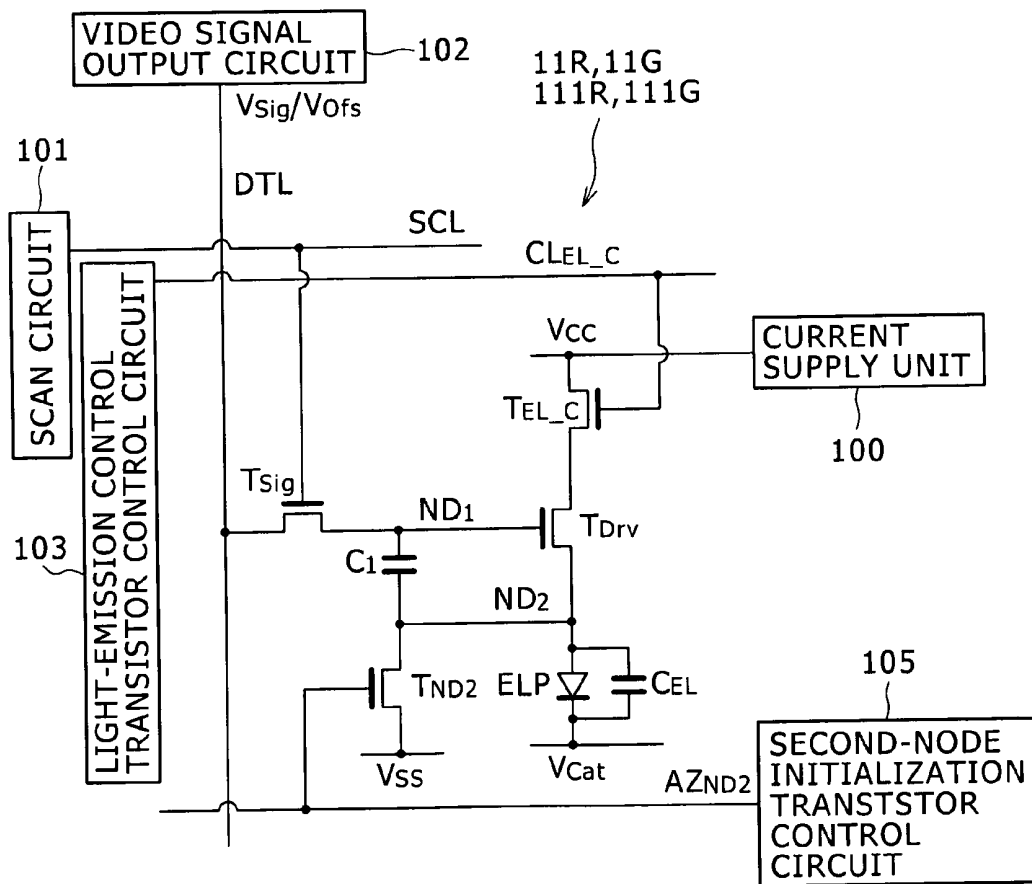 VIDEO SIGNAL
OUTPUT CIRCUIT
102
11R, 11G
111R, 111G
VSig/VOfs
101
DTL
SCL
SCAN CIRCUIT
CLEL_C
LIGHT-EMISSION CONTROL
TRANSISTOR CONTROL CIRCUIT
103
VCC
CURRENT
SUPPLY UNIT
100
TEL_C
TSig
ND1
TDrv
C1
ND2
TND2
ELP
CEL
105
VSS
VCat
AZND2
SECOND-NODE
INITIALIZATION
TRANSTSTOR
CONTROL
CIRCUIT